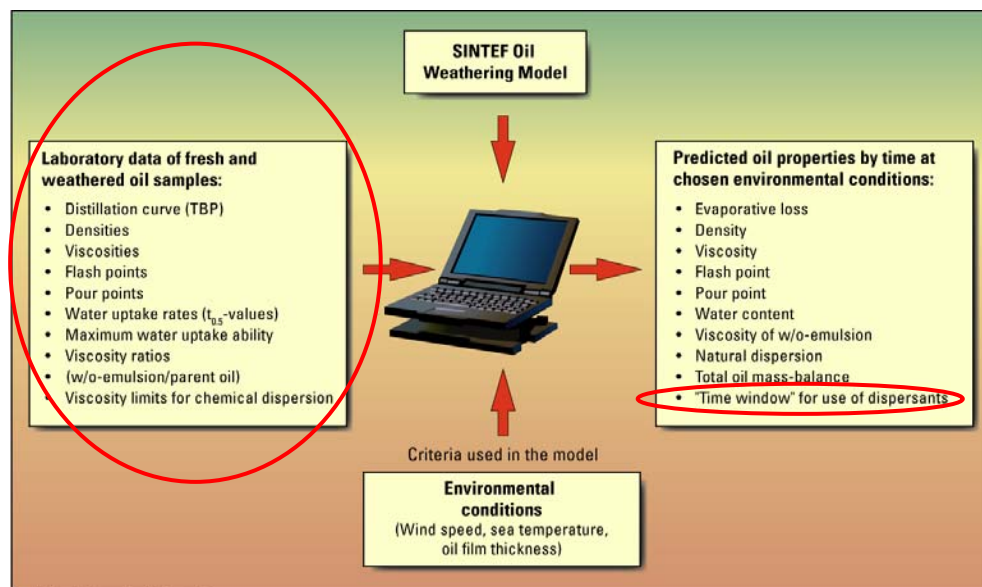 SINTEF Oil
Weathering Model
Laboratory data of fresh and
weathered oil samples:
• Distillation curve (TBP)
• Densities
• Viscosities
• Flash points
• Pour points
• Water uptake rates (t0.5-values)
• Maximum water uptake ability
• Viscosity ratios
• (w/o-emulsion/parent oil)
• Viscosity limits for chemical dispersion
Predicted oil properties by time at
chosen environmental conditions:
• Evaporative loss
• Density
• Viscosity
• Flash point
• Pour point
• Water content
• Viscosity of w/o-emulsion
• Natural dispersion
• Total oil mass-balance
• "Time window" for use of dispersants
Criteria used in the model
Environmental
conditions
(Wind speed, sea temperature,
oil film thickness)